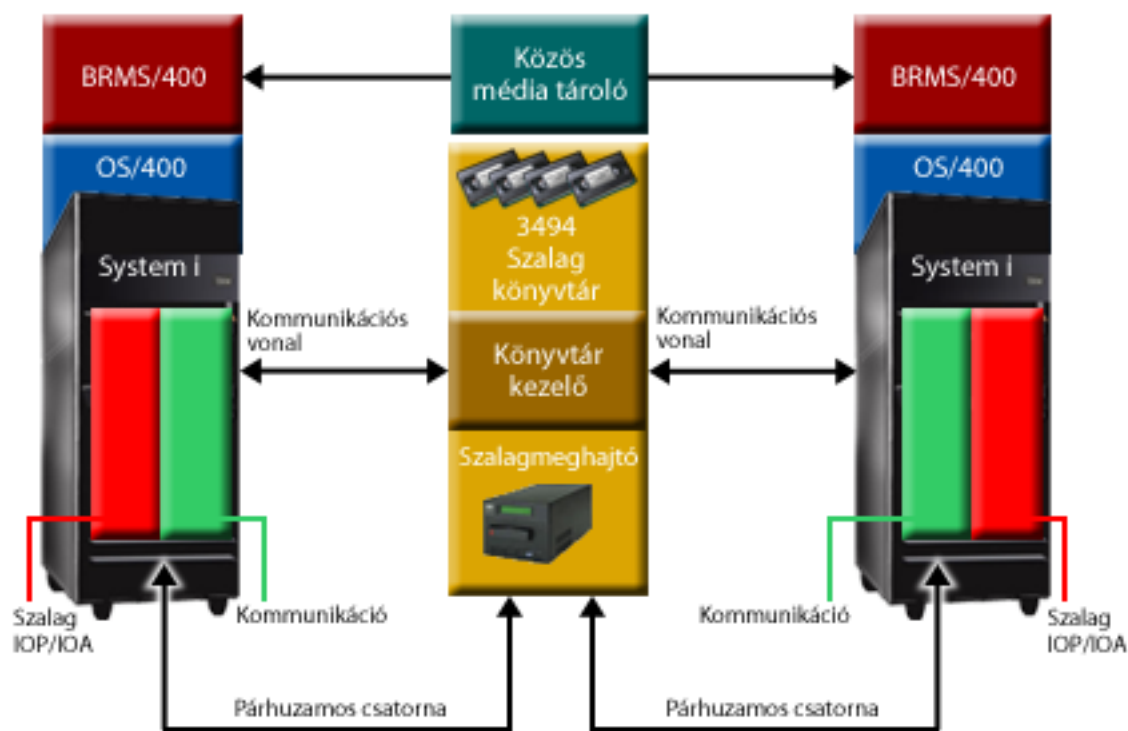 BRMS/400
Közös
média tároló
BRMS/400
OS/400
OS/400
3494
Szalag
könyvtár
System i
System i
Kommunikációs
vonal
Kommunikációs
vonal
Könyvtár
kezelő
Szalagmeghajtó
Szalag
IOP/IOA
Kommunikáció
Kommunikáció
Szalag
IOP/IOA
Párhuzamos csatorna
Párhuzamos csatorna